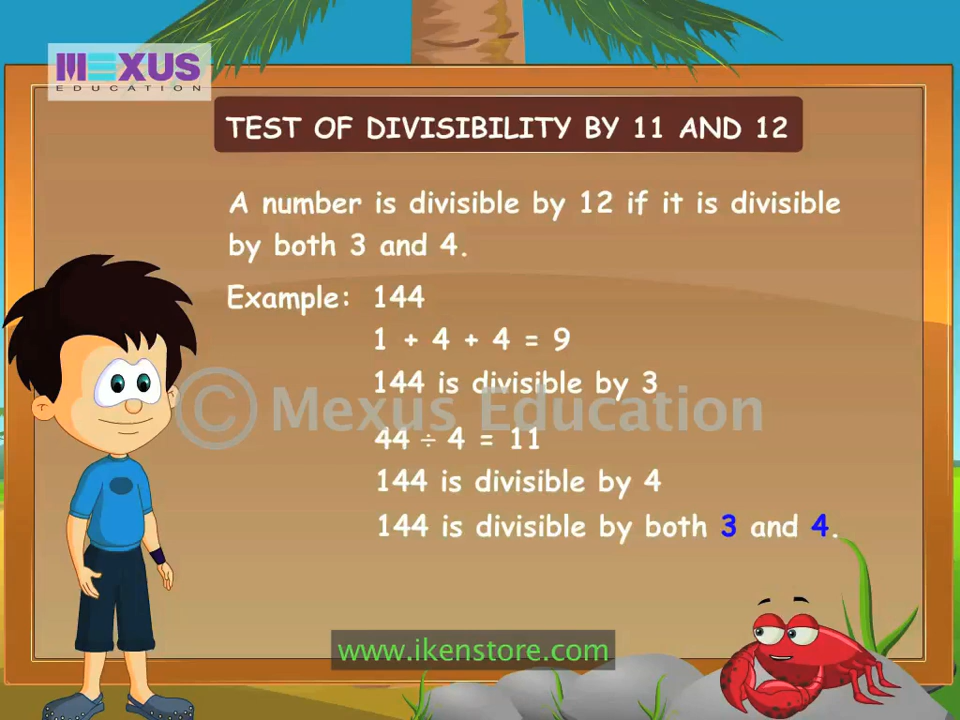 MEXUS
EDUCATION
TEST OF DIVISIBILITY BY 11 AND 12
A number is divisible by 12 if it is divisible
by both 3 and 4.
Example: 144
1 + 4 + 4 = 9
144 is divisible by 3
© Mexus Education
44 ÷ 4 = 11
144 is divisible by 4
144 is divisible by both 3 and 4.
www.ikenstore.com